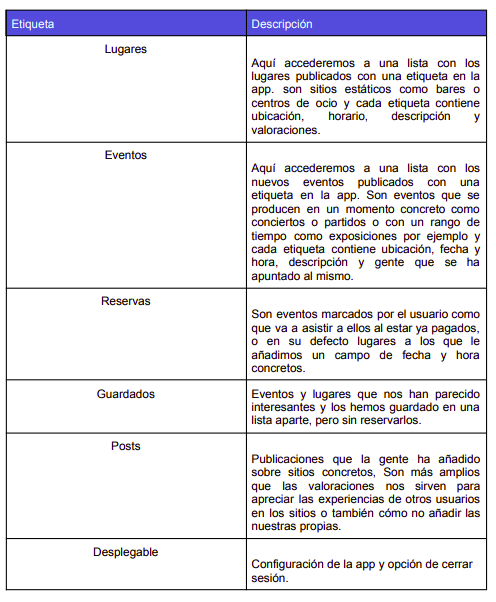 Etiqueta
Descripción
Lugares
Aquí accederemos a una lista con los
lugares publicados con una etiqueta en la
app. son sitios estáticos como bares o
centros de ocio y cada etiqueta contiene
ubicación, horario, descripción y
valoraciones.
Eventos
Aquí accederemos a una lista con los
nuevos eventos publicados con una
etiqueta en la app. Son eventos que se
producen en un momento concreto como
conciertos o partidos o con un rango de
tiempo como exposiciones por ejemplo y
cada etiqueta contiene ubicación, fecha y
hora, descripción y gente que se ha
apuntado al mismo.
Reservas
Son eventos marcados por el usuario como
que va a asistir a ellos al estar ya pagados,
o en su defecto lugares a los que le
añadimos un campo de fecha y hora
concretos.
Guardados
Eventos y lugares que nos han parecido
interesantes y los hemos guardado en una
lista aparte, pero sin reservarlos.
Posts
Publicaciones que la gente ha añadido
sobre sitios concretos, Son más amplios
que las valoraciones nos sirven para
apreciar las experiencias de otros usuarios
en los sitios o también cómo no añadir las
nuestras propias.
Desplegable
Configuración de la app y opción de cerrar
sesión.